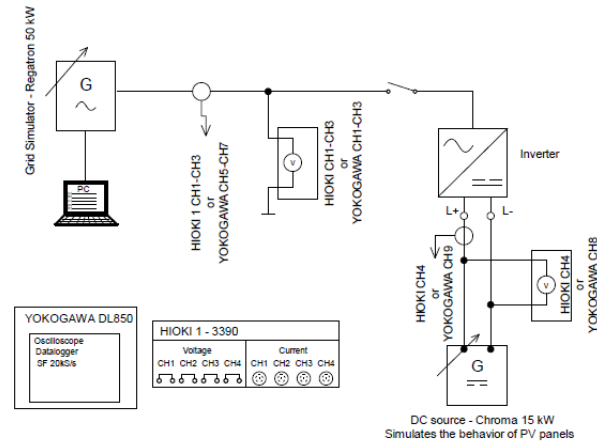 Grid Simulator - Regatron 50 kW
G
PC
HIOKI 1 CH1-CH3
or
YOKOGAWA CH5-CH7
V
HIOKI CH1-CH3
or
YOKOGAWA CH1-CH3
Inverter
L+
L-
HIOKI CH4
or
YOKOGAWA CH9
V
HIOKI CH4
or
YOKOGAWA CH8
G
DC source - Chroma 15 kW
Simulates the behavior of PV panels
YOKOGAWA DL850
Oscilloscope
Datalogger
SF 20kS/s
HIOKI 1 - 3390
Voltage Current
CH1 CH2 CH3 CH4 CH1 CH2 CH3 CH4